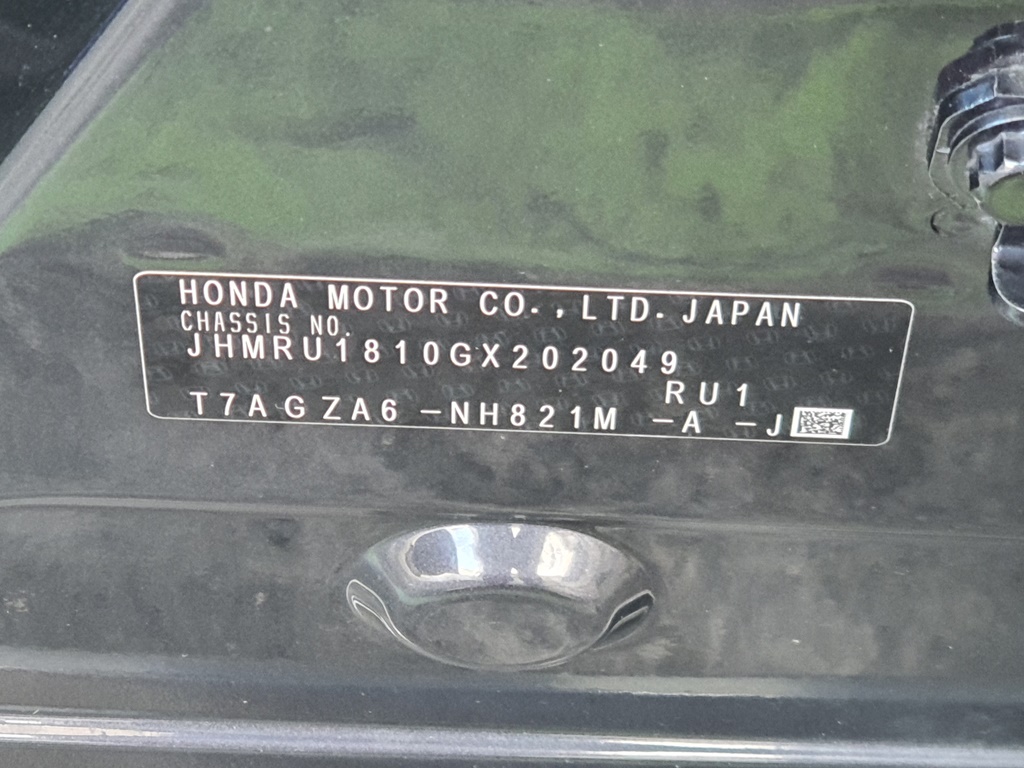 HONDA MOTOR CO.,LTD.JAPAN
CHASSIS NO.
JHMRU1810GX202049
RU1
T7AGZA6 -NH821M -A -J